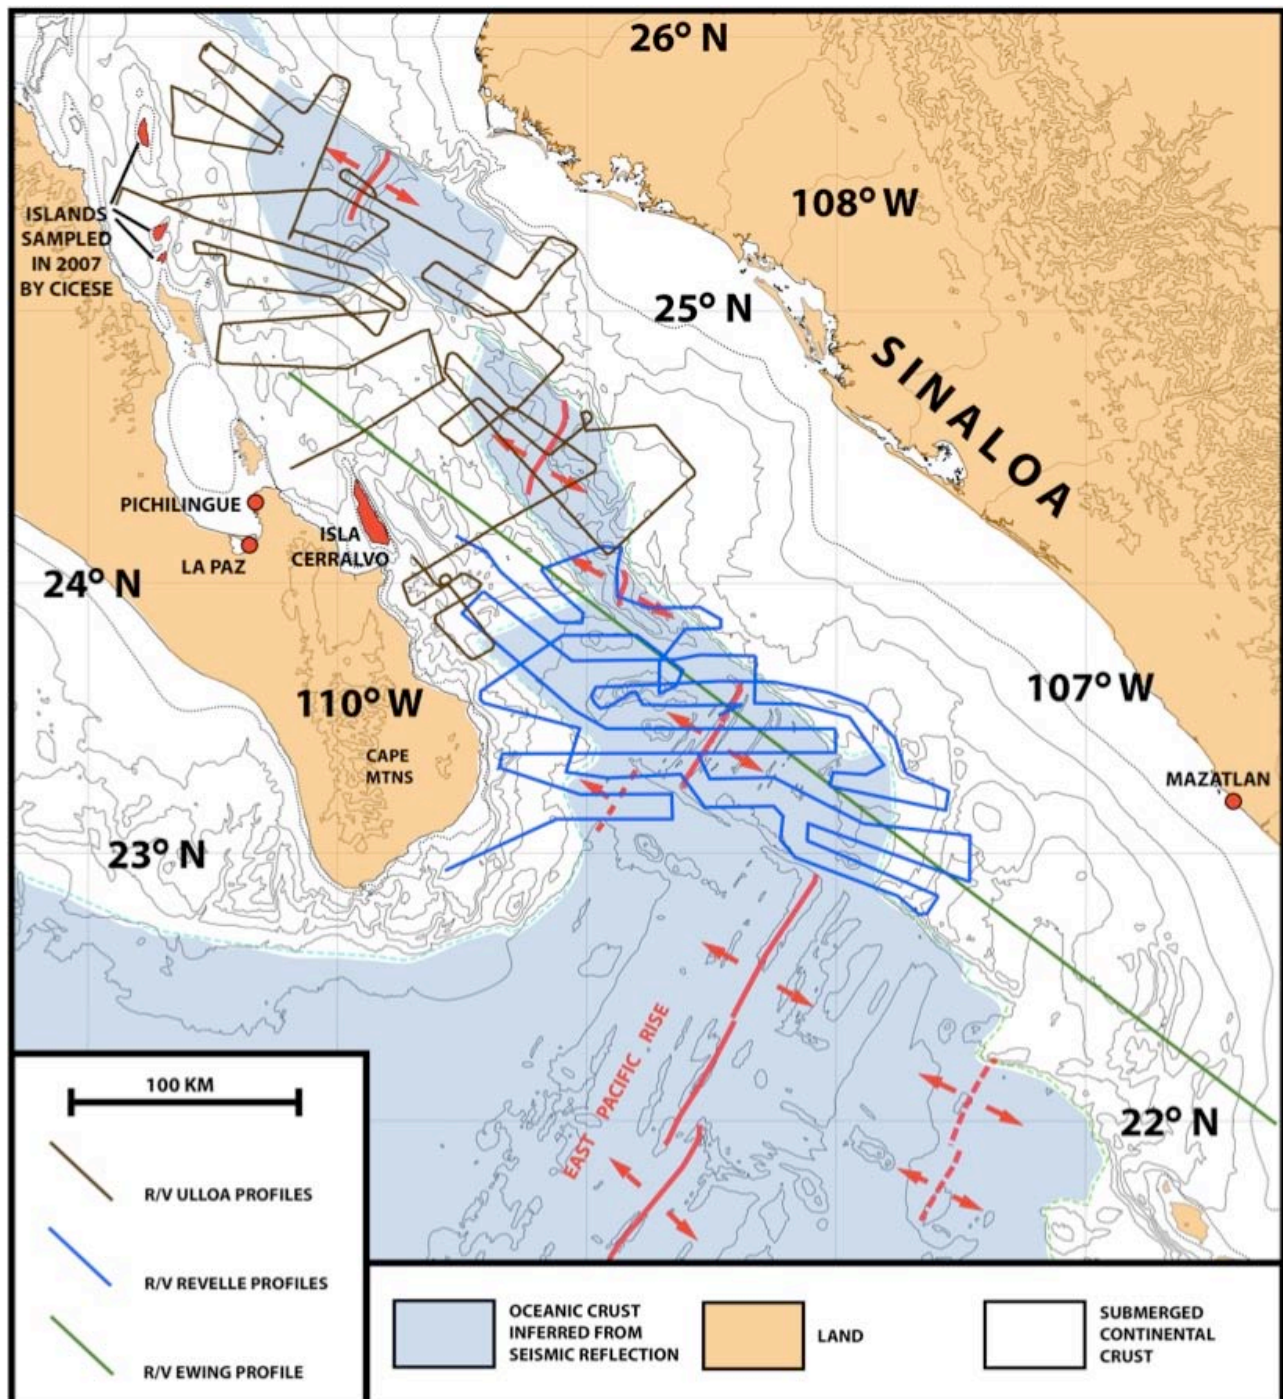 26° N
108° W
ISLANDS
SAMPLED
IN 2007
BY CICESE
25° N
SINALOA
PICHILINGUE
ISLA
CERRALVO
LA PAZ
24° N
110° W
107° W
CAPE
MTNS
MAZATLAN
23° N
EAST PACIFIC RISE
22° N
100 KM
R/V ULLOA PROFILES
R/V REVELLE PROFILES
R/V EWING PROFILE
OCEANIC CRUST
INFERRED FROM
SEISMIC REFLECTION
LAND
SUBMERGED
CONTINENTAL
CRUST